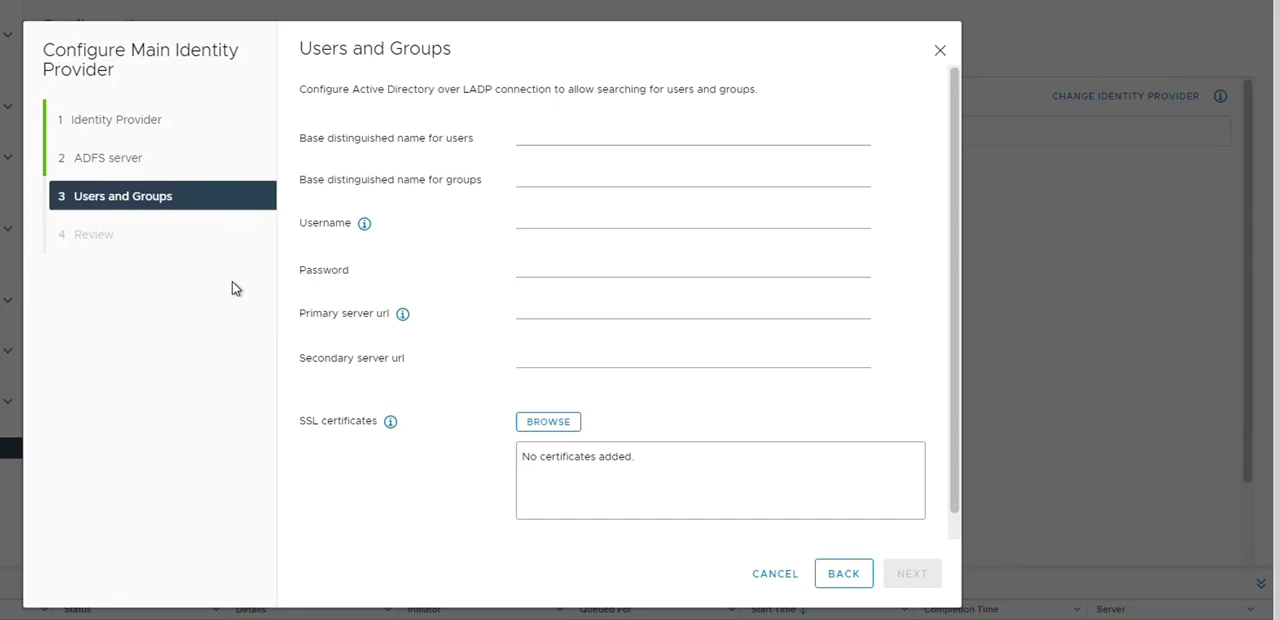 Configure Main Identity
Provider
1 Identity Provider
2 ADFS server
3 Users and Groups
4 Review
Users and Groups
Configure Active Directory over LADP connection to allow searching for users and groups.
Base distinguished name for users
Base distinguished name for groups
Username
Password
Primary server url
Secondary server url
SSL certificates
BROWSE
No certificates added.
CANCEL
BACK
NEXT
CHANGE IDENTITY PROVIDER
Status
Details
Initiator
Queued For
Start Time
Completion Time
Server